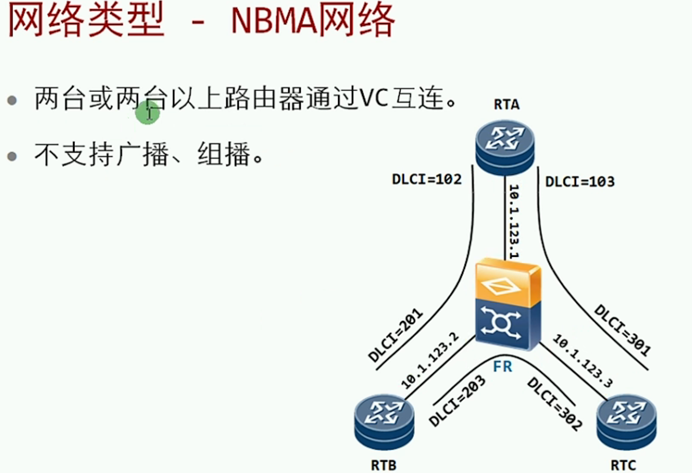 网络类型 - NBMA网络
• 两台或两台以上路由器通过VC互连。
• 不支持广播、组播。
RTA
DLCI=102
DLCI=103
10.1.123.1
DLCI=201
10.1.123.2
DLCI=301
10.1.123.3
FR
DLCI=203
DLCI=302
RTB
RTC